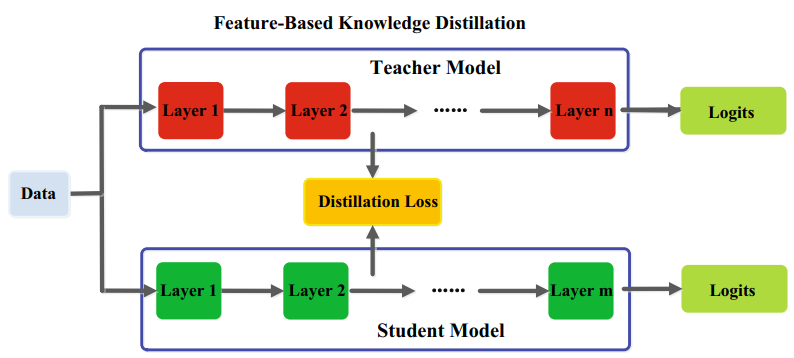 Feature-Based Knowledge Distillation
Teacher Model
Layer 1
Layer 2
......
Layer n
Logits
Data
Distillation Loss
Layer 1
Layer 2
......
Layer m
Logits
Student Model